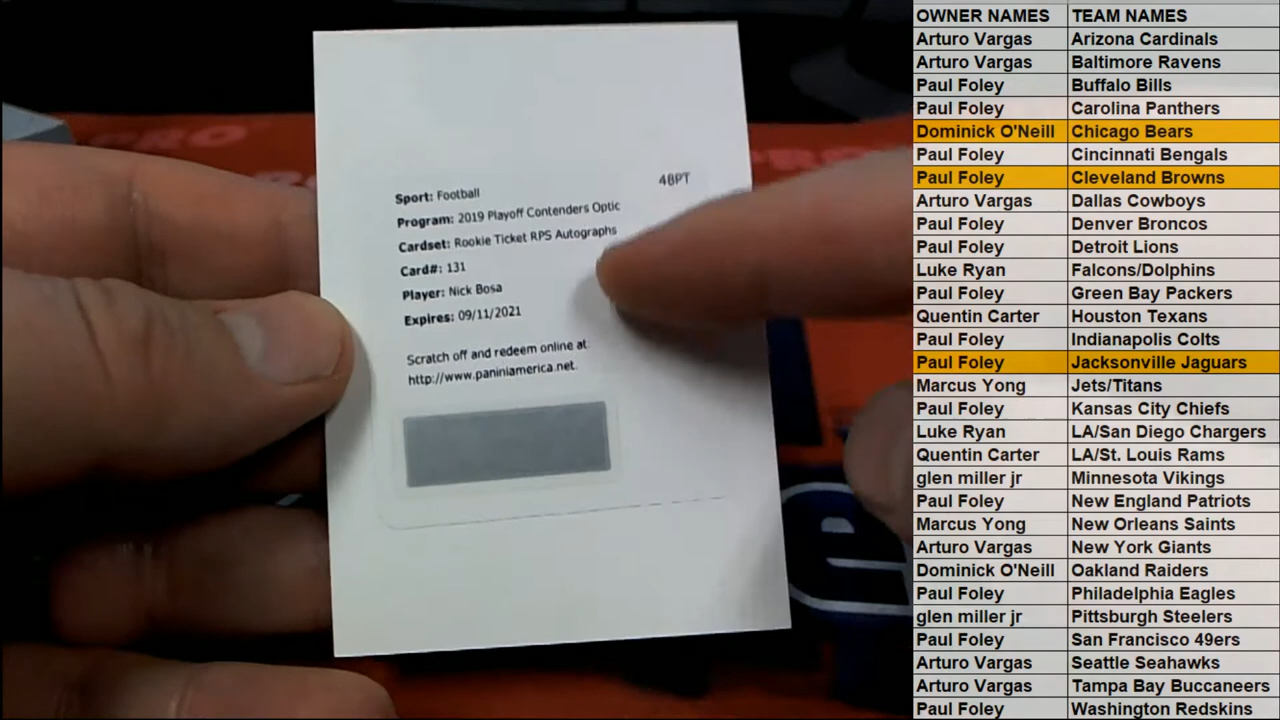 48PT
Sport: Football
Program: 2019 Playoff Contenders Optic
Cardset: Rookie Ticket RPS Autographs
Card#: 131
Player: Nick Bosa
Expires: 09/11/2021
Scratch off and redeem online at
http://www.paniniamerica.net.
OWNER NAMES TEAM NAMES
Arturo Vargas Arizona Cardinals
Arturo Vargas Baltimore Ravens
Paul Foley Buffalo Bills
Paul Foley Carolina Panthers
Dominick O'Neill Chicago Bears
Paul Foley Cincinnati Bengals
Paul Foley Cleveland Browns
Arturo Vargas Dallas Cowboys
Paul Foley Denver Broncos
Paul Foley Detroit Lions
Luke Ryan Falcons/Dolphins
Paul Foley Green Bay Packers
Quentin Carter Houston Texans
Paul Foley Indianapolis Colts
Paul Foley Jacksonville Jaguars
Marcus Yong Jets/Titans
Paul Foley Kansas City Chiefs
Luke Ryan LA/San Diego Chargers
Quentin Carter LA/St. Louis Rams
glen miller jr Minnesota Vikings
Paul Foley New England Patriots
Marcus Yong New Orleans Saints
Arturo Vargas New York Giants
Dominick O'Neill Oakland Raiders
Paul Foley Philadelphia Eagles
glen miller jr Pittsburgh Steelers
Paul Foley San Francisco 49ers
Arturo Vargas Seattle Seahawks
Arturo Vargas Tampa Bay Buccaneers
Paul Foley Washington Redskins